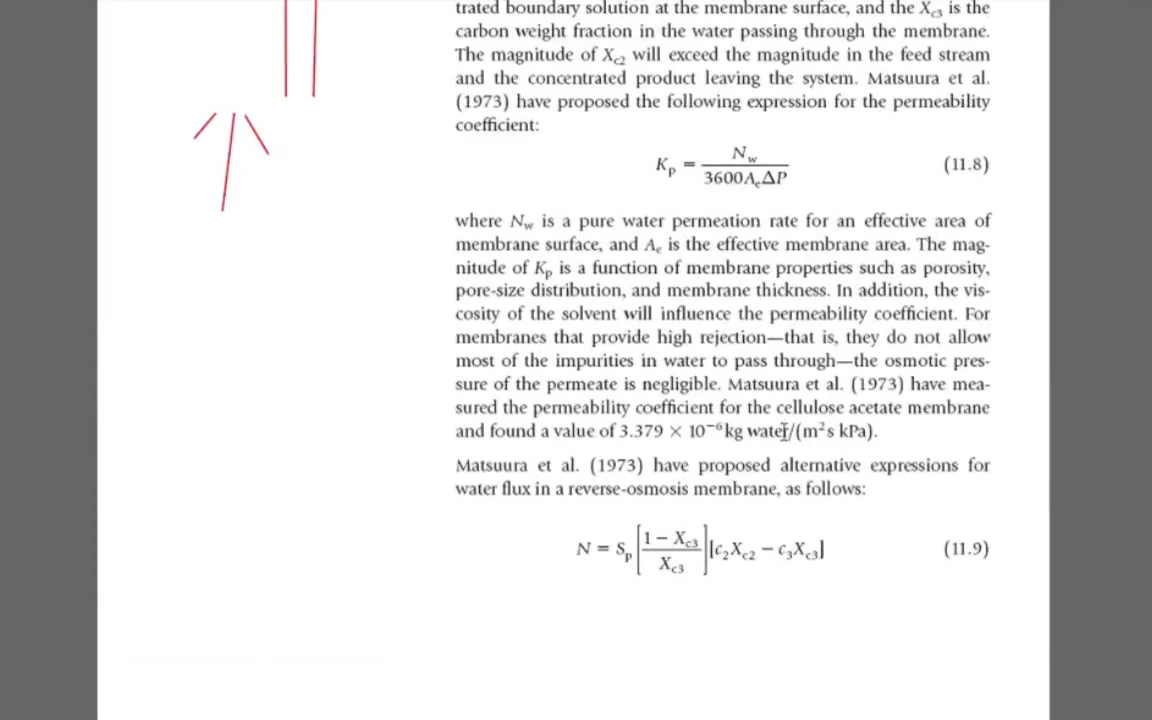 trated boundary solution at the membrane surface, and the X_c3 is the
carbon weight fraction in the water passing through the membrane.
The magnitude of X_c2 will exceed the magnitude in the feed stream
and the concentrated product leaving the system. Matsuura et al.
(1973) have proposed the following expression for the permeability
coefficient:
K_p = N_w / 3600A_eΔP (11.8)
where N_w is a pure water permeation rate for an effective area of
membrane surface, and A_e is the effective membrane area. The mag-
nitude of K_p is a function of membrane properties such as porosity,
pore-size distribution, and membrane thickness. In addition, the vis-
cosity of the solvent will influence the permeability coefficient. For
membranes that provide high rejection—that is, they do not allow
most of the impurities in water to pass through—the osmotic pres-
sure of the permeate is negligible. Matsuura et al. (1973) have mea-
sured the permeability coefficient for the cellulose acetate membrane
and found a value of 3.379 × 10⁻⁶ kg water/(m² s kPa).
Matsuura et al. (1973) have proposed alternative expressions for
water flux in a reverse-osmosis membrane, as follows:
N = S_p [(1 − X_c3) / X_c3] [c_2X_c2 − c_3X_c3] (11.9)